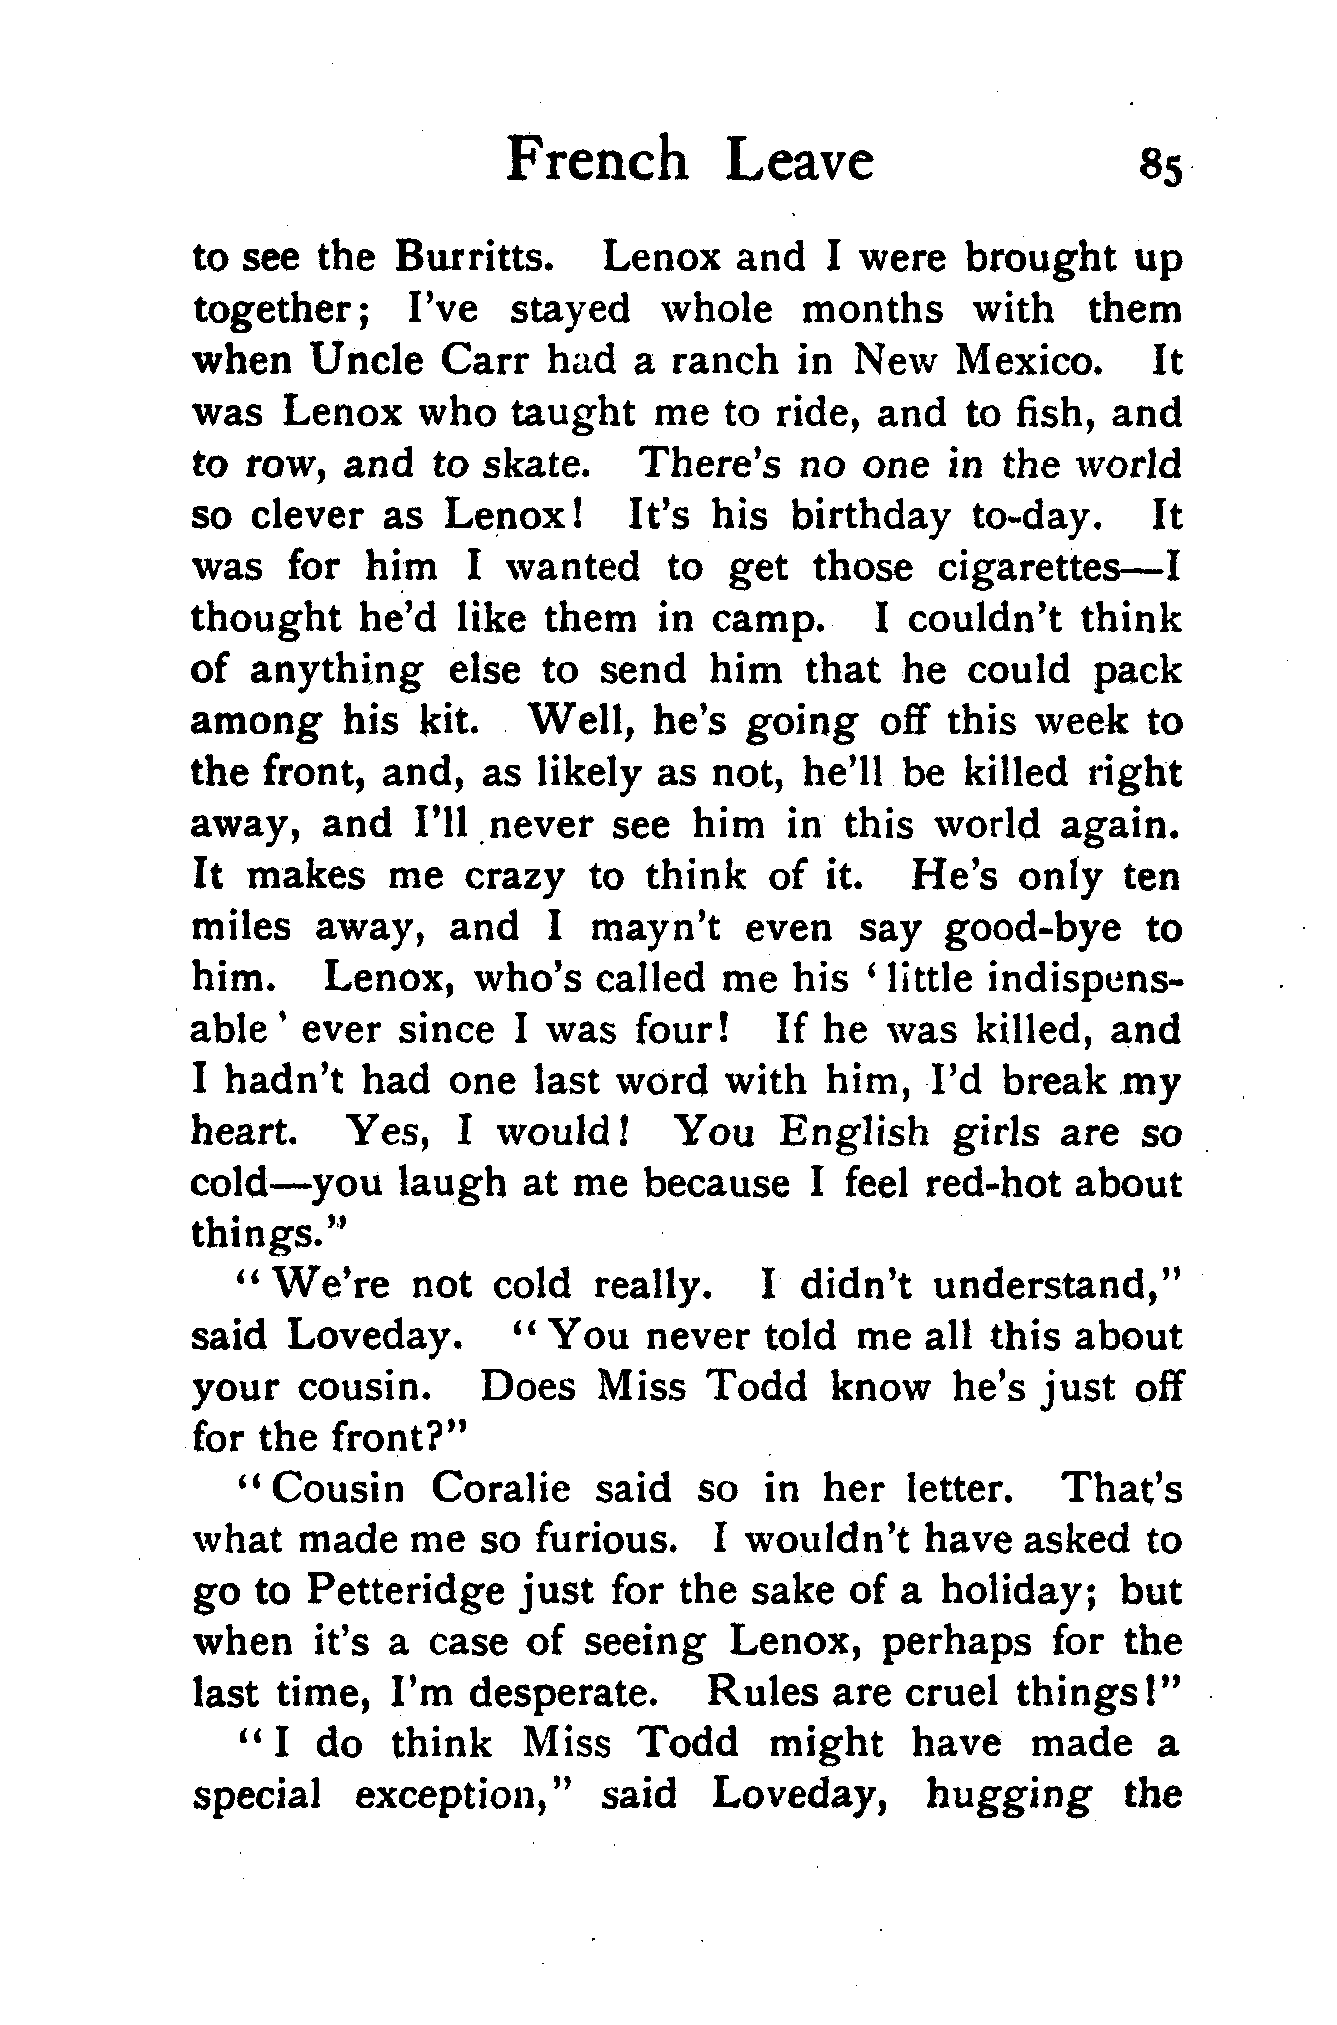 French Leave 85
to see the Burritts. Lenox and I were brought up
together; I've stayed whole months with them
when Uncle Carr had a ranch in New Mexico. It
was Lenox who taught me to ride, and to fish, and
to row, and to skate. There's no one in the world
so clever as Lenox! It's his birthday to-day. It
was for him I wanted to get those cigarettes—I
thought he'd like them in camp. I couldn't think
of anything else to send him that he could pack
among his kit. Well, he's going off this week to
the front, and, as likely as not, he'll be killed right
away, and I'll never see him in this world again.
It makes me crazy to think of it. He's only ten
miles away, and I mayn't even say good-bye to
him. Lenox, who's called me his ‘little indispens-
able’ ever since I was four! If he was killed, and
I hadn't had one last word with him, I'd break my
heart. Yes, I would! You English girls are so
cold—you laugh at me because I feel red-hot about
things."
"We're not cold really. I didn't understand,"
said Loveday. "You never told me all this about
your cousin. Does Miss Todd know he's just off
for the front?"
"Cousin Coralie said so in her letter. That's
what made me so furious. I wouldn't have asked to
go to Petteridge just for the sake of a holiday; but
when it's a case of seeing Lenox, perhaps for the
last time, I'm desperate. Rules are cruel things!"
"I do think Miss Todd might have made a
special exception," said Loveday, hugging the